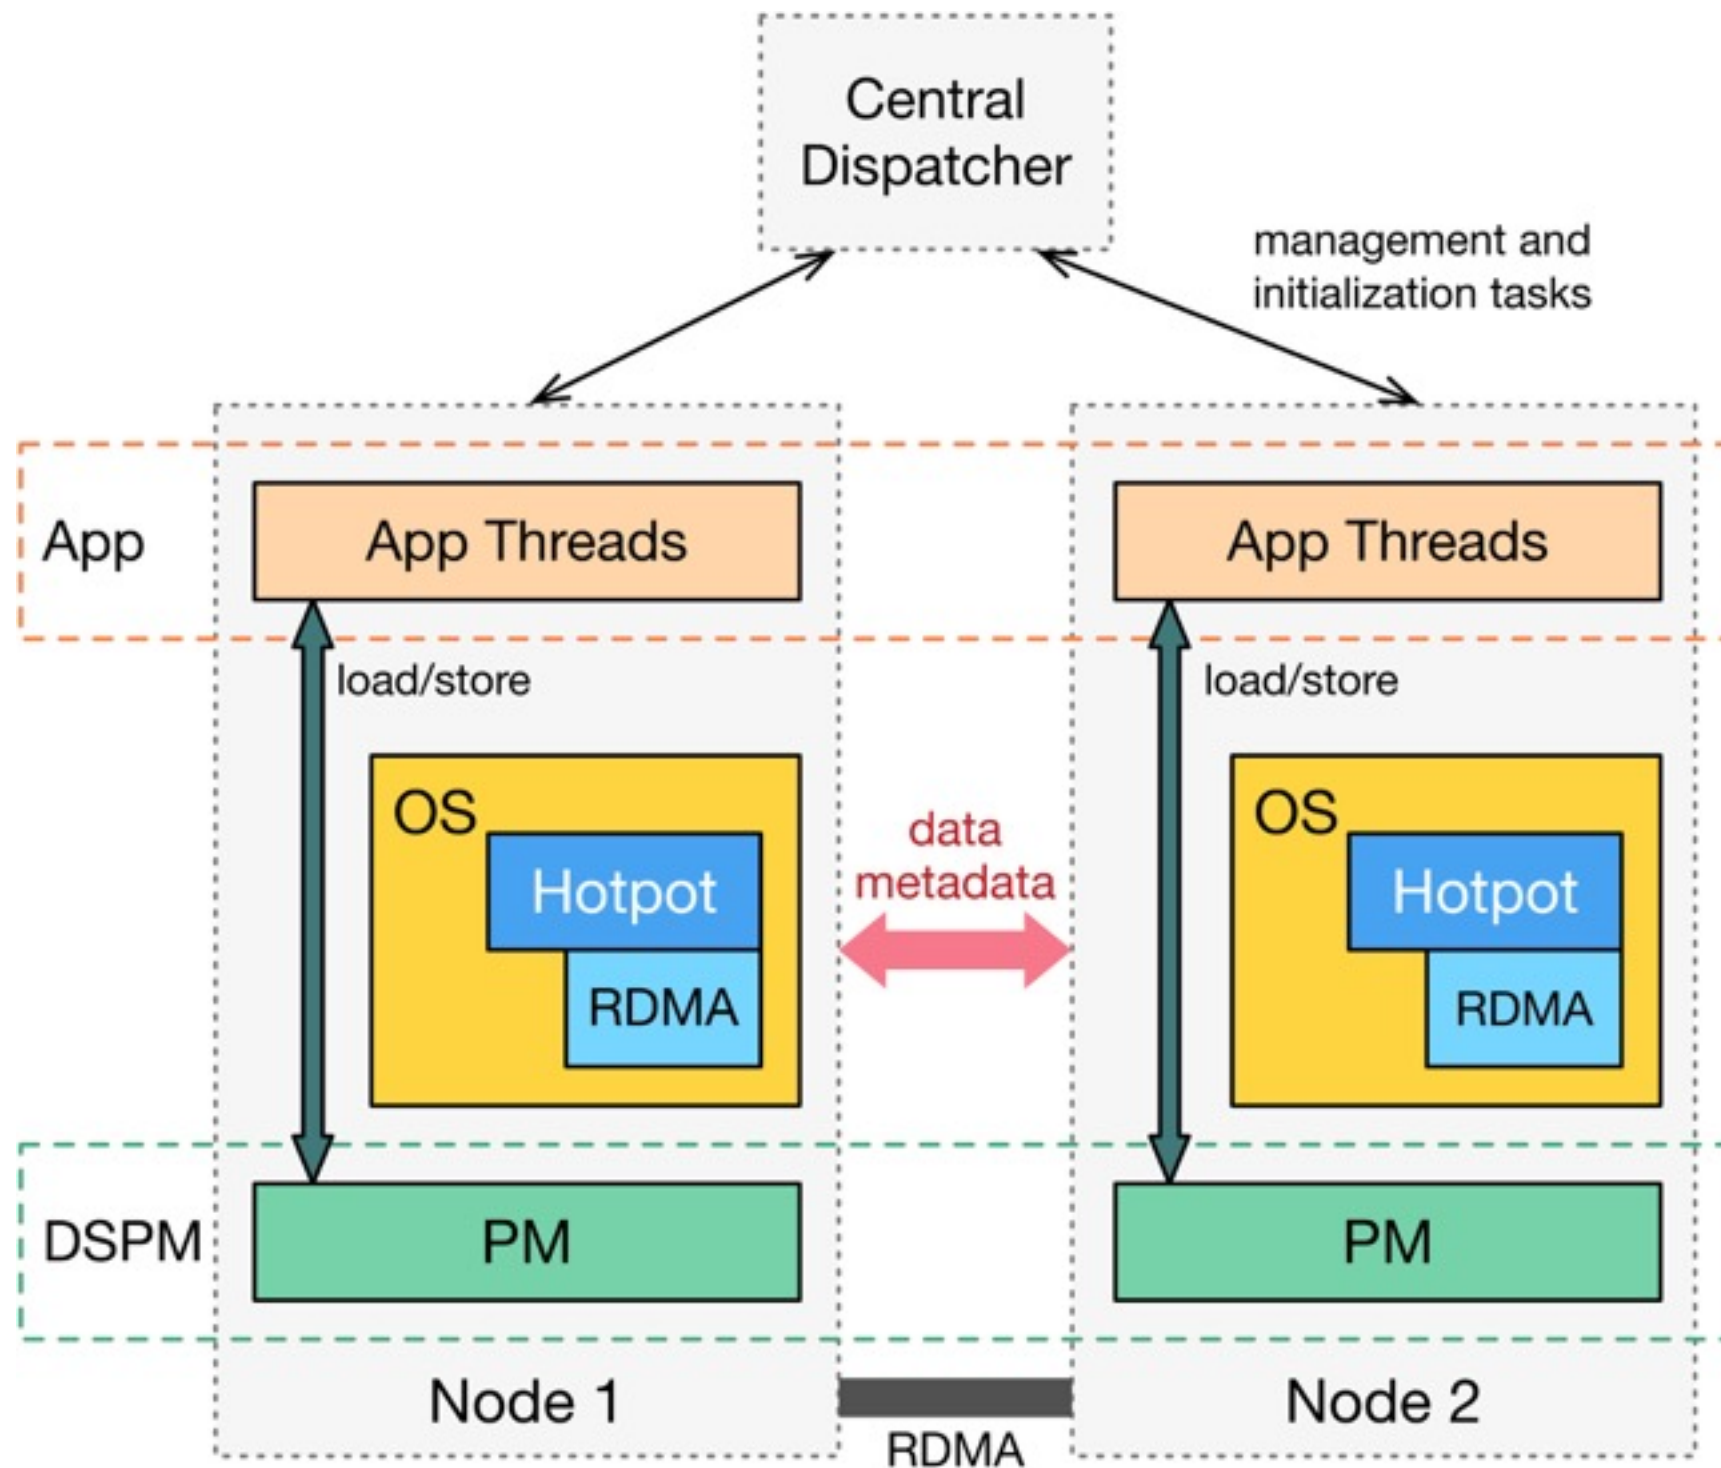 Central
Dispatcher
management and
initialization tasks
App
App Threads
App Threads
load/store
load/store
OS
Hotpot
RDMA
data
metadata
OS
Hotpot
RDMA
DSPM
PM
PM
Node 1
Node 2
RDMA